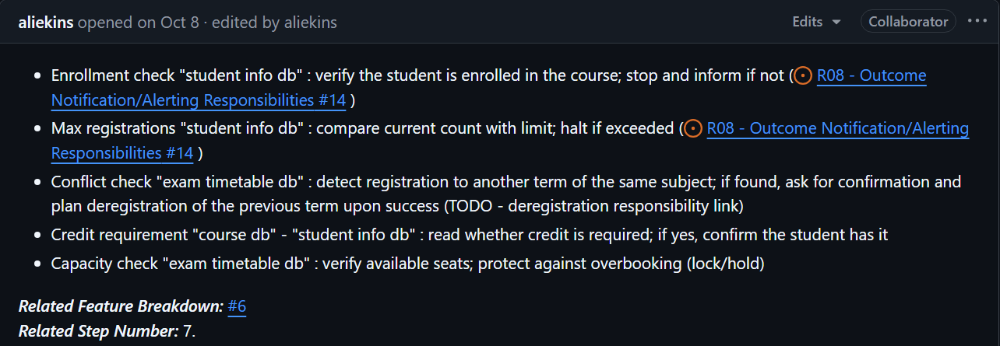 aliekins opened on Oct 8 · edited by aliekins
Edits
Collaborator
• Enrollment check "student info db" : verify the student is enrolled in the course; stop and inform if not (R08 - Outcome
Notification/Alerting Responsibilities #14 )
• Max registrations "student info db" : compare current count with limit; halt if exceeded (R08 - Outcome Notification/Alerting
Responsibilities #14 )
• Conflict check "exam timetable db" : detect registration to another term of the same subject; if found, ask for confirmation and
plan deregistration of the previous term upon success (TODO - deregistration responsibility link)
• Credit requirement "course db" - "student info db" : read whether credit is required; if yes, confirm the student has it
• Capacity check "exam timetable db" : verify available seats; protect against overbooking (lock/hold)
Related Feature Breakdown: #6
Related Step Number: 7.